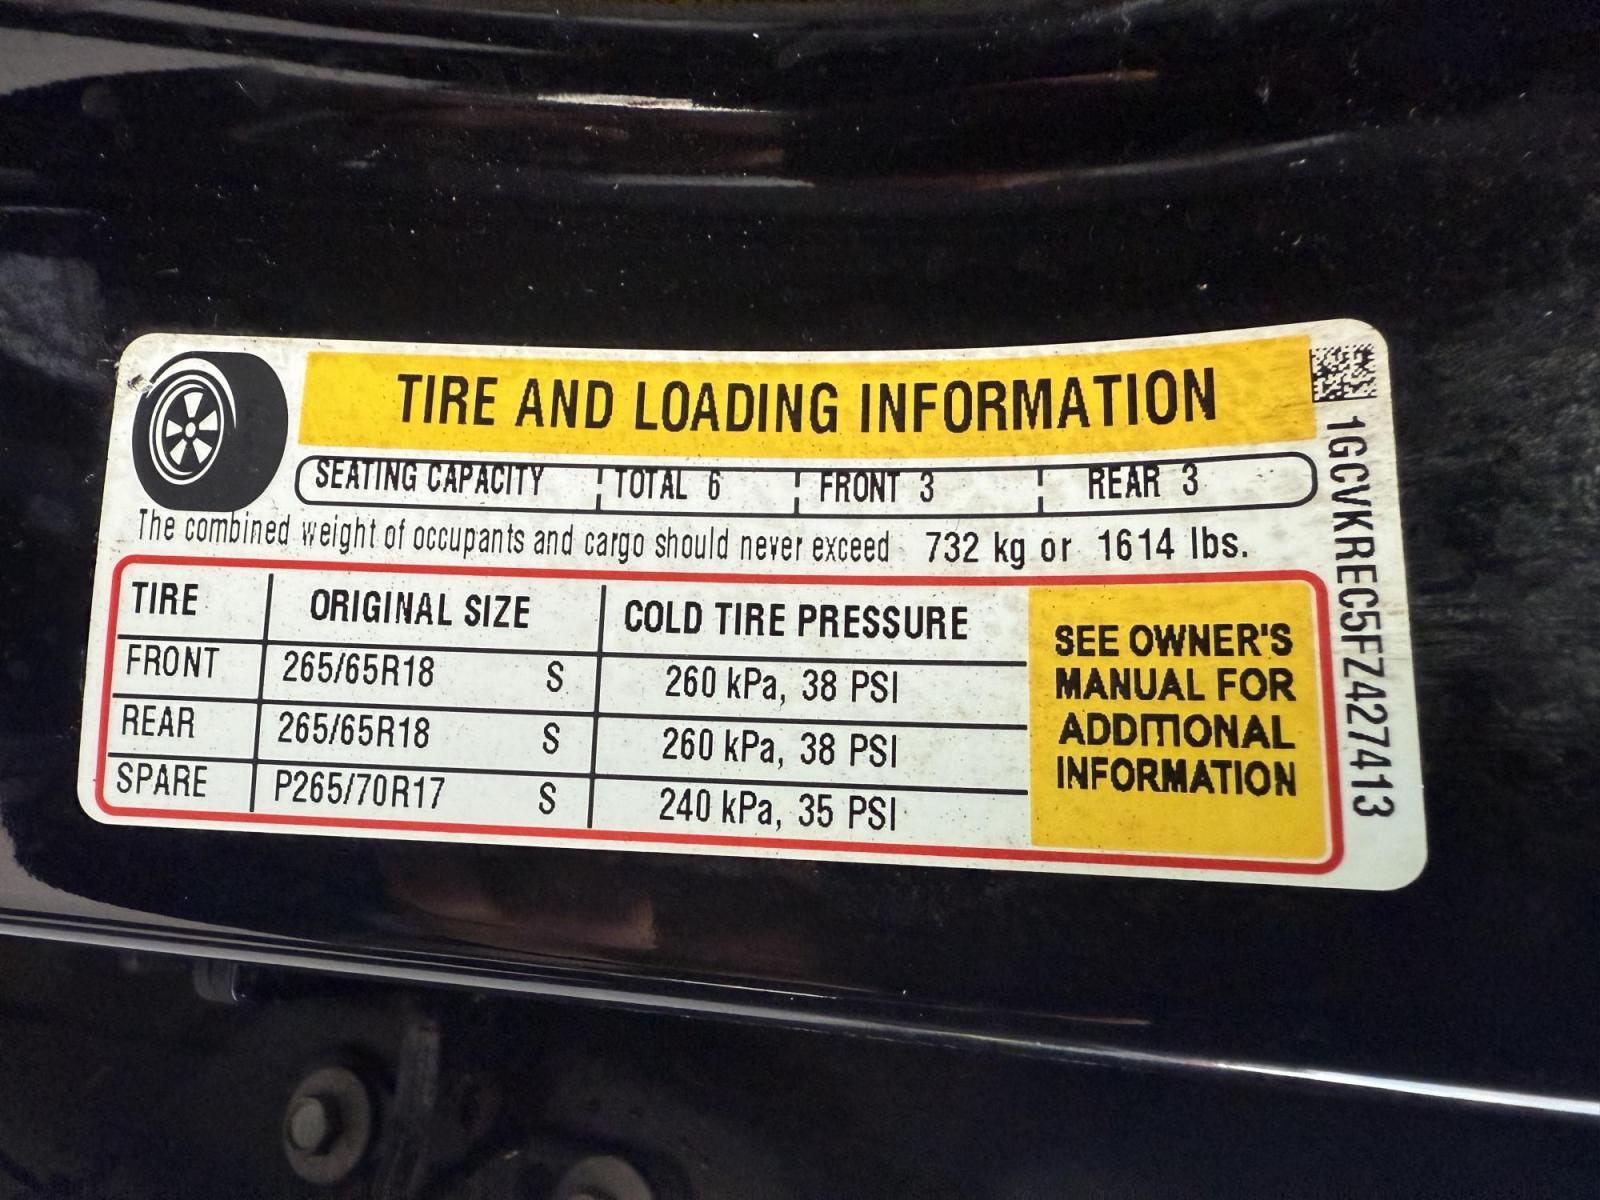 TIRE AND LOADING INFORMATION
SEATING CAPACITY TOTAL 6 FRONT 3 REAR 3
The combined weight of occupants and cargo should never exceed 732 kg or 1614 lbs.
TIRE ORIGINAL SIZE COLD TIRE PRESSURE
FRONT 265/65R18 S 260 kPa, 38 PSI
REAR 265/65R18 S 260 kPa, 38 PSI
SPARE P265/70R17 S 240 kPa, 35 PSI
SEE OWNER'S
MANUAL FOR
ADDITIONAL
INFORMATION
1GCVKREC5FZ427413